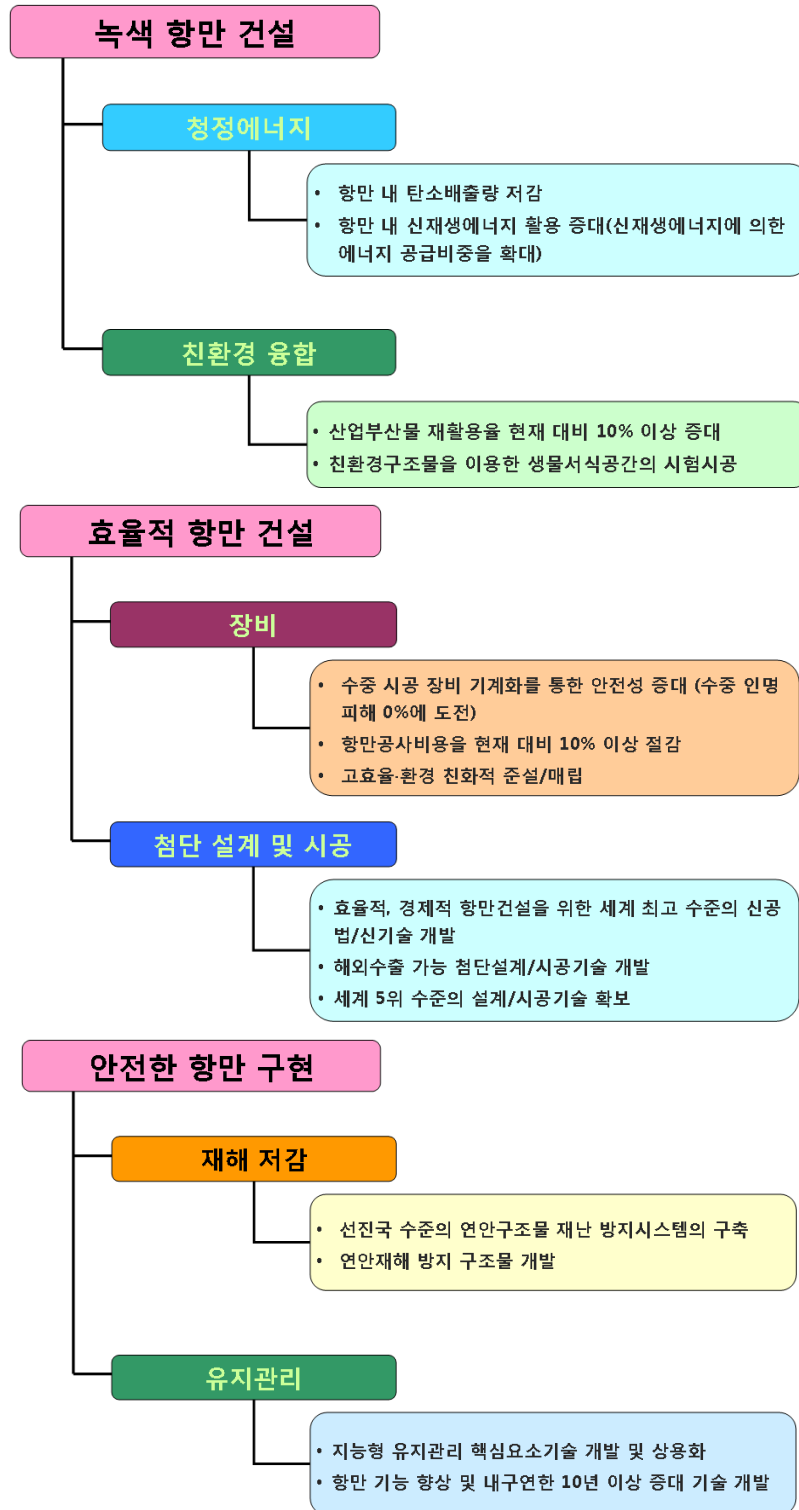 녹색 항만 건설
청정에너지
• 항만 내 탄소배출량 저감
• 항만 내 신재생에너지 활용 증대(신재생에너지에 의한
에너지 공급비중을 확대)
친환경 융합
• 산업부산물 재활용율 현재 대비 10% 이상 증대
• 친환경구조물을 이용한 생물서식공간의 시험시공
효율적 항만 건설
장비
• 수중 시공 장비 기계화를 통한 안전성 증대 (수중 인명
피해 0%에 도전)
• 항만공사비용을 현재 대비 10% 이상 절감
• 고효율·환경 친화적 준설/매립
첨단 설계 및 시공
• 효율적, 경제적 항만건설을 위한 세계 최고 수준의 신공
법/신기술 개발
• 해외수출 가능 첨단설계/시공기술 개발
• 세계 5위 수준의 설계/시공기술 확보
안전한 항만 구현
재해 저감
• 선진국 수준의 연안구조물 재난 방지시스템의 구축
• 연안재해 방지 구조물 개발
유지관리
• 지능형 유지관리 핵심요소기술 개발 및 상용화
• 항만 기능 향상 및 내구연한 10년 이상 증대 기술 개발